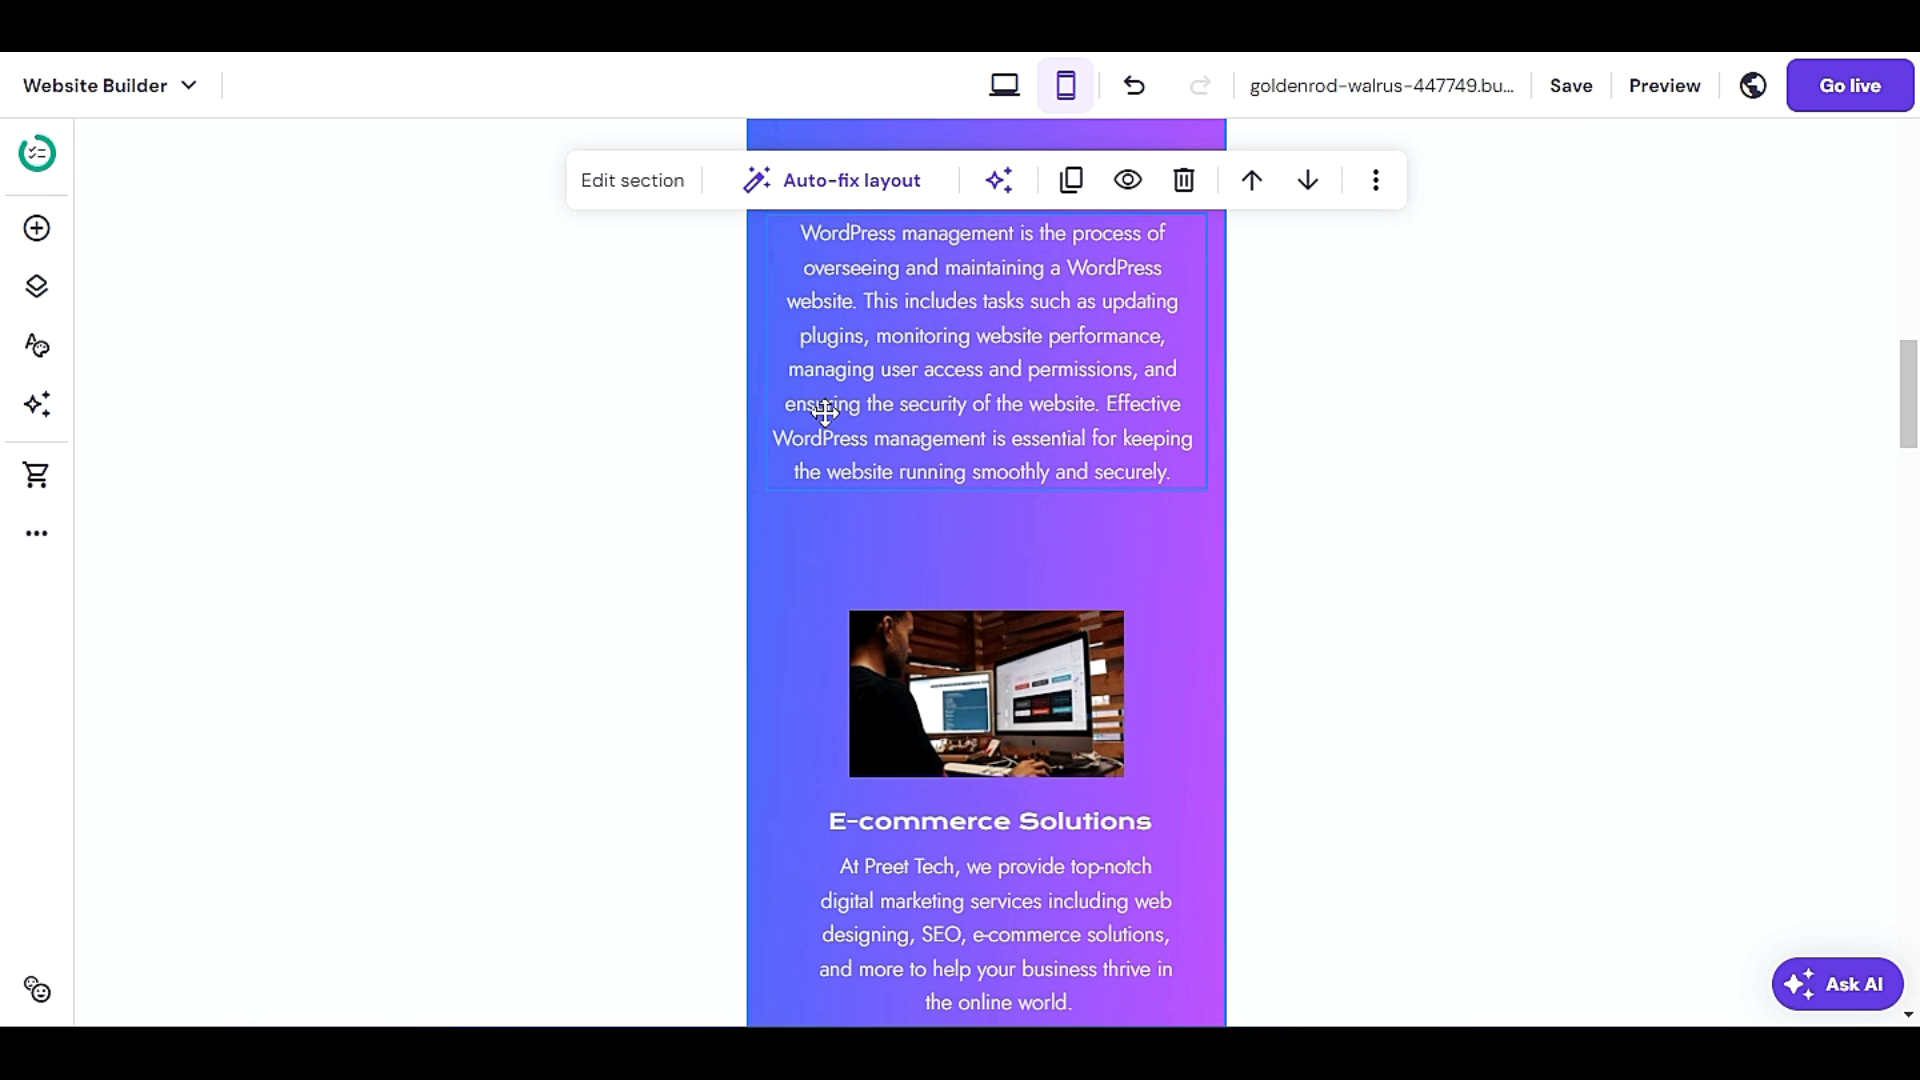 Website Builder
goldenrod-walrus-447749.bu...
Save
Preview
Go live
Edit section
Auto-fix layout
WordPress management is the process of
overseeing and maintaining a WordPress
website. This includes tasks such as updating
plugins, monitoring website performance,
managing user access and permissions, and
ensuring the security of the website. Effective
WordPress management is essential for keeping
the website running smoothly and securely.
E-commerce Solutions
At Preet Tech, we provide top-notch
digital marketing services including web
designing, SEO, e-commerce solutions,
and more to help your business thrive in
the online world.
Ask AI